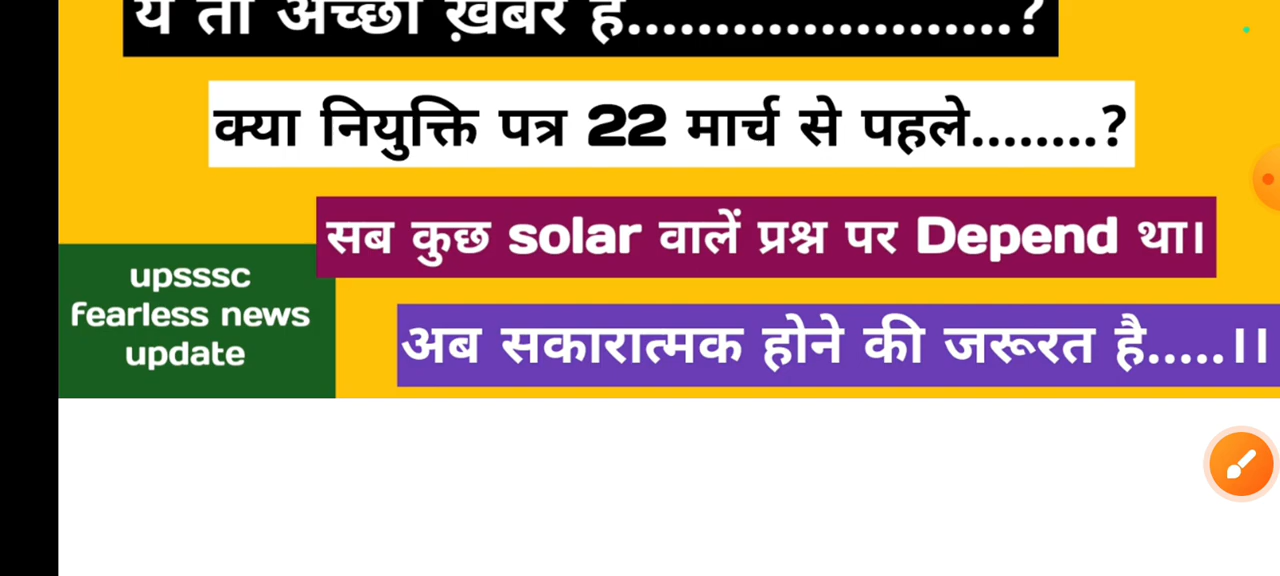 ये तो अच्छी ख़बर है......................?
क्या नियुक्ति पत्र 22 मार्च से पहले........?
सब कुछ solar वालें प्रश्न पर Depend था।
upsssc
fearless news
update
अब सकारात्मक होने की जरूरत है.....।।